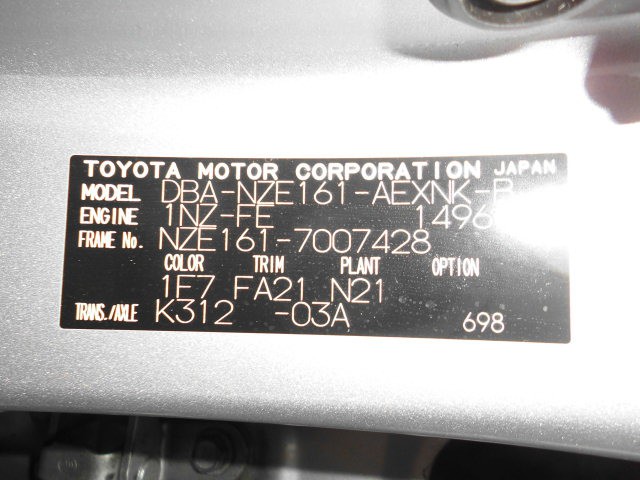 TOYOTA MOTOR CORPORATION JAPAN
MODEL DBA-NZE161-AEXNK-
ENGINE 1NZ-FE 1496
FRAME No. NZE161-7007428
COLOR TRIM PLANT OPTION
1E7 FA21 N21
TRANS./AXLE K312 -03A 698